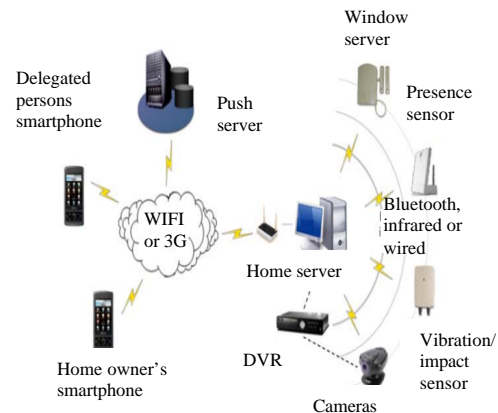 Window
server
Delegated
persons
smartphone
Push
server
Presence
sensor
WIFI
or 3G
Bluetooth,
infrared or
wired
Home server
DVR
Vibration/
impact
sensor
Home owner's
smartphone
Cameras